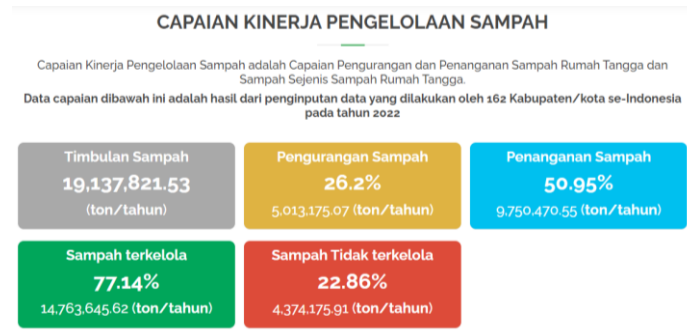 CAPAIAN KINERJA PENGELOLAAN SAMPAH
Capaian Kinerja Pengelolaan Sampah adalah Capaian Pengurangan dan Penanganan Sampah Rumah Tangga dan
Sampah Sejenis Sampah Rumah Tangga.
Data capaian dibawah ini adalah hasil dari penginputan data yang dilakukan oleh 162 Kabupaten/kota se-Indonesia
pada tahun 2022
Timbulan Sampah
19,137,821.53
(ton/tahun)
Pengurangan Sampah
26.2%
5,013,175.07 (ton/tahun)
Penanganan Sampah
50.95%
9,750,470.55 (ton/tahun)
Sampah terkelola
77.14%
14,763,645.62 (ton/tahun)
Sampah Tidak terkelola
22.86%
4,374,175.91 (ton/tahun)